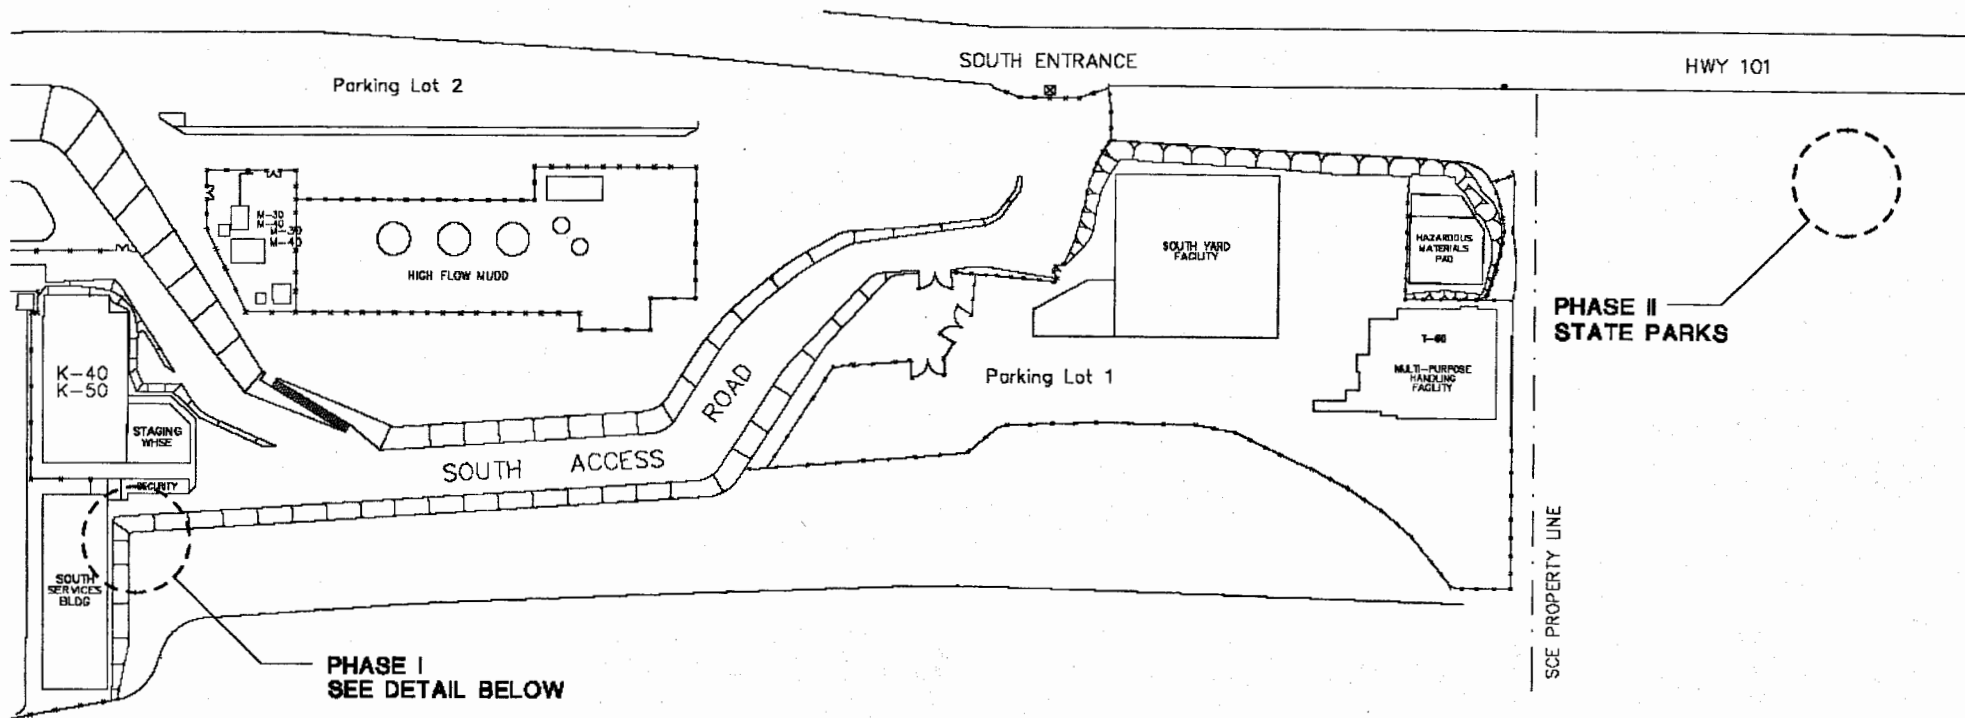 SOUTH ENTRANCE
HWY 101
Parking Lot 2
M-30
M-40
M-30
M-40
HIGH FLOW MUDD
SOUTH YARD
FACILITY
HAZARDOUS
MATERIALS
PAD
PHASE II
STATE PARKS
T-60
MULTI-PURPOSE
HANDLING
FACILITY
K-40
K-50
Parking Lot 1
ROAD
STAGING
WHSE
SOUTH ACCESS
SECURITY
SOUTH
SERVICES
BLDG
SCE PROPERTY LINE
PHASE I
SEE DETAIL BELOW